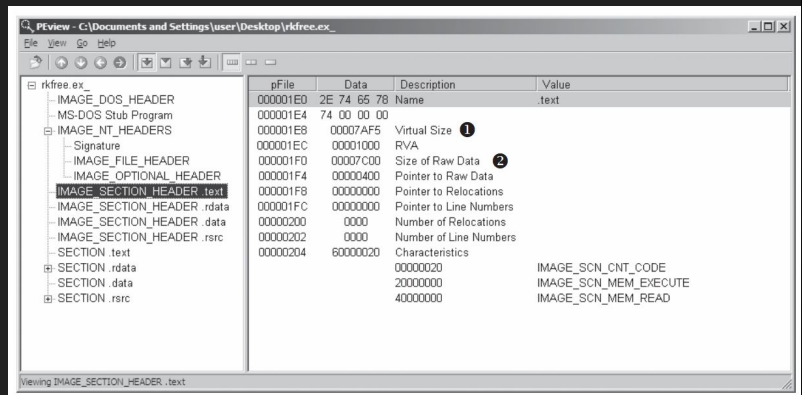 PEview - C:\Documents and Settings\user\Desktop\rkfree.ex_
File View Go Help
rkfree.ex_
IMAGE_DOS_HEADER
MS-DOS Stub Program
IMAGE_NT_HEADERS
Signature
IMAGE_FILE_HEADER
IMAGE_OPTIONAL_HEADER
IMAGE_SECTION_HEADER .text
IMAGE_SECTION_HEADER .rdata
IMAGE_SECTION_HEADER .data
IMAGE_SECTION_HEADER .rsrc
SECTION .text
SECTION .rdata
SECTION .data
SECTION .rsrc
pFile Data Description Value
000001E0 2E 74 65 78 Name .text
000001E4 74 00 00 00
000001E8 00007AF5 Virtual Size ❶
000001EC 00001000 RVA
000001F0 00007C00 Size of Raw Data ❷
000001F4 00000400 Pointer to Raw Data
000001F8 00000000 Pointer to Relocations
000001FC 00000000 Pointer to Line Numbers
00000200 0000 Number of Relocations
00000202 0000 Number of Line Numbers
00000204 60000020 Characteristics
00000020 IMAGE_SCN_CNT_CODE
20000000 IMAGE_SCN_MEM_EXECUTE
40000000 IMAGE_SCN_MEM_READ
Viewing IMAGE_SECTION_HEADER .text